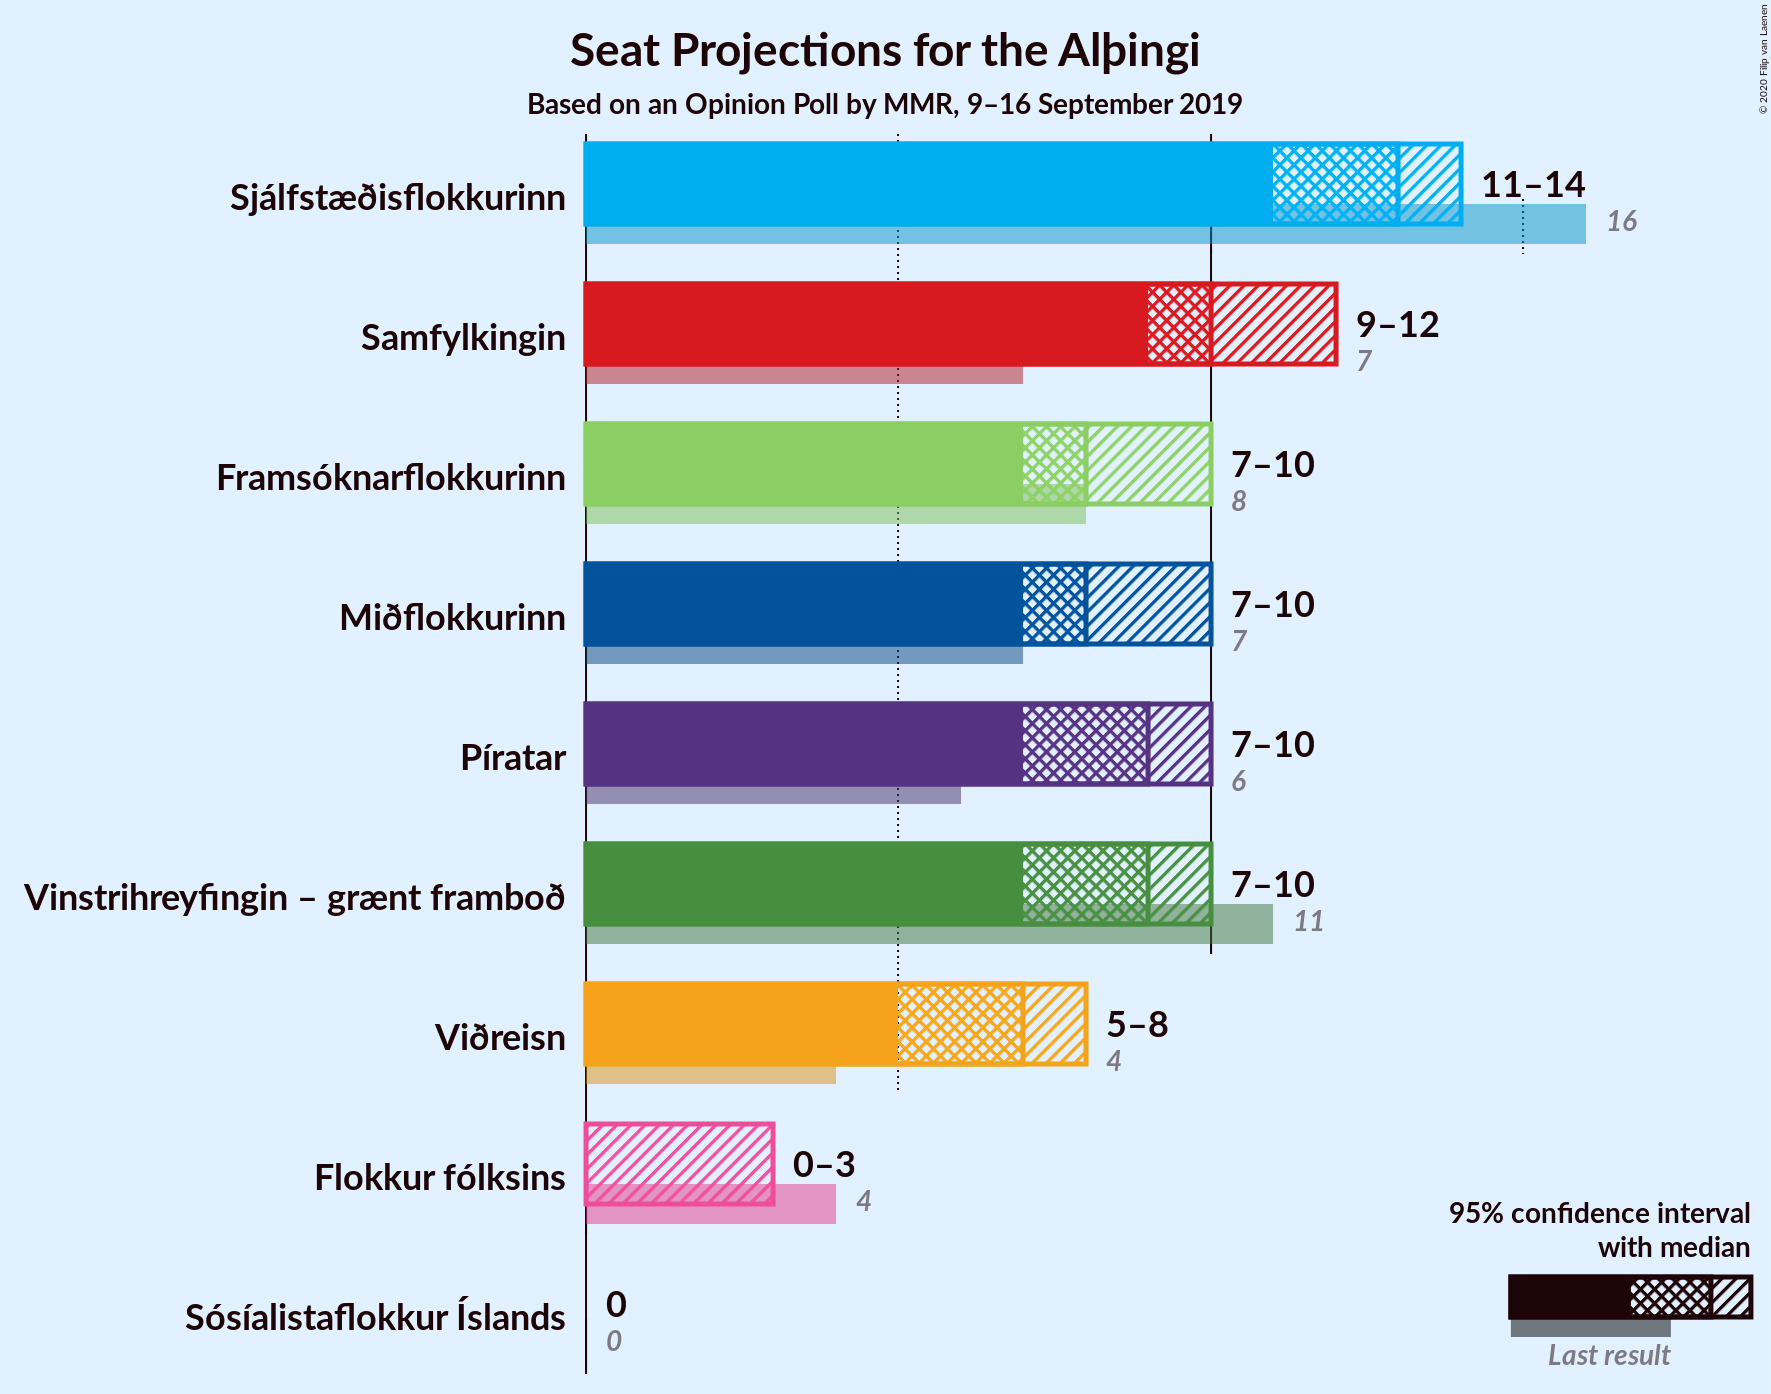 Seat Projections for the Alþingi
Based on an Opinion Poll by MMR, 9–16 September 2019
© 2020 Filip van Laenen
Sjálfstæðisflokkurinn
11–14
16
Samfylkingin
9–12
7
Framsóknarflokkurinn
7–10
8
Miðflokkurinn
7–10
7
Píratar
7–10
6
Vinstrihreyfingin – grænt framboð
7–10
11
Viðreisn
5–8
4
Flokkur fólksins
0–3
4
Sósíalistaflokkur Íslands
0
0
95% confidence interval
with median
Last result